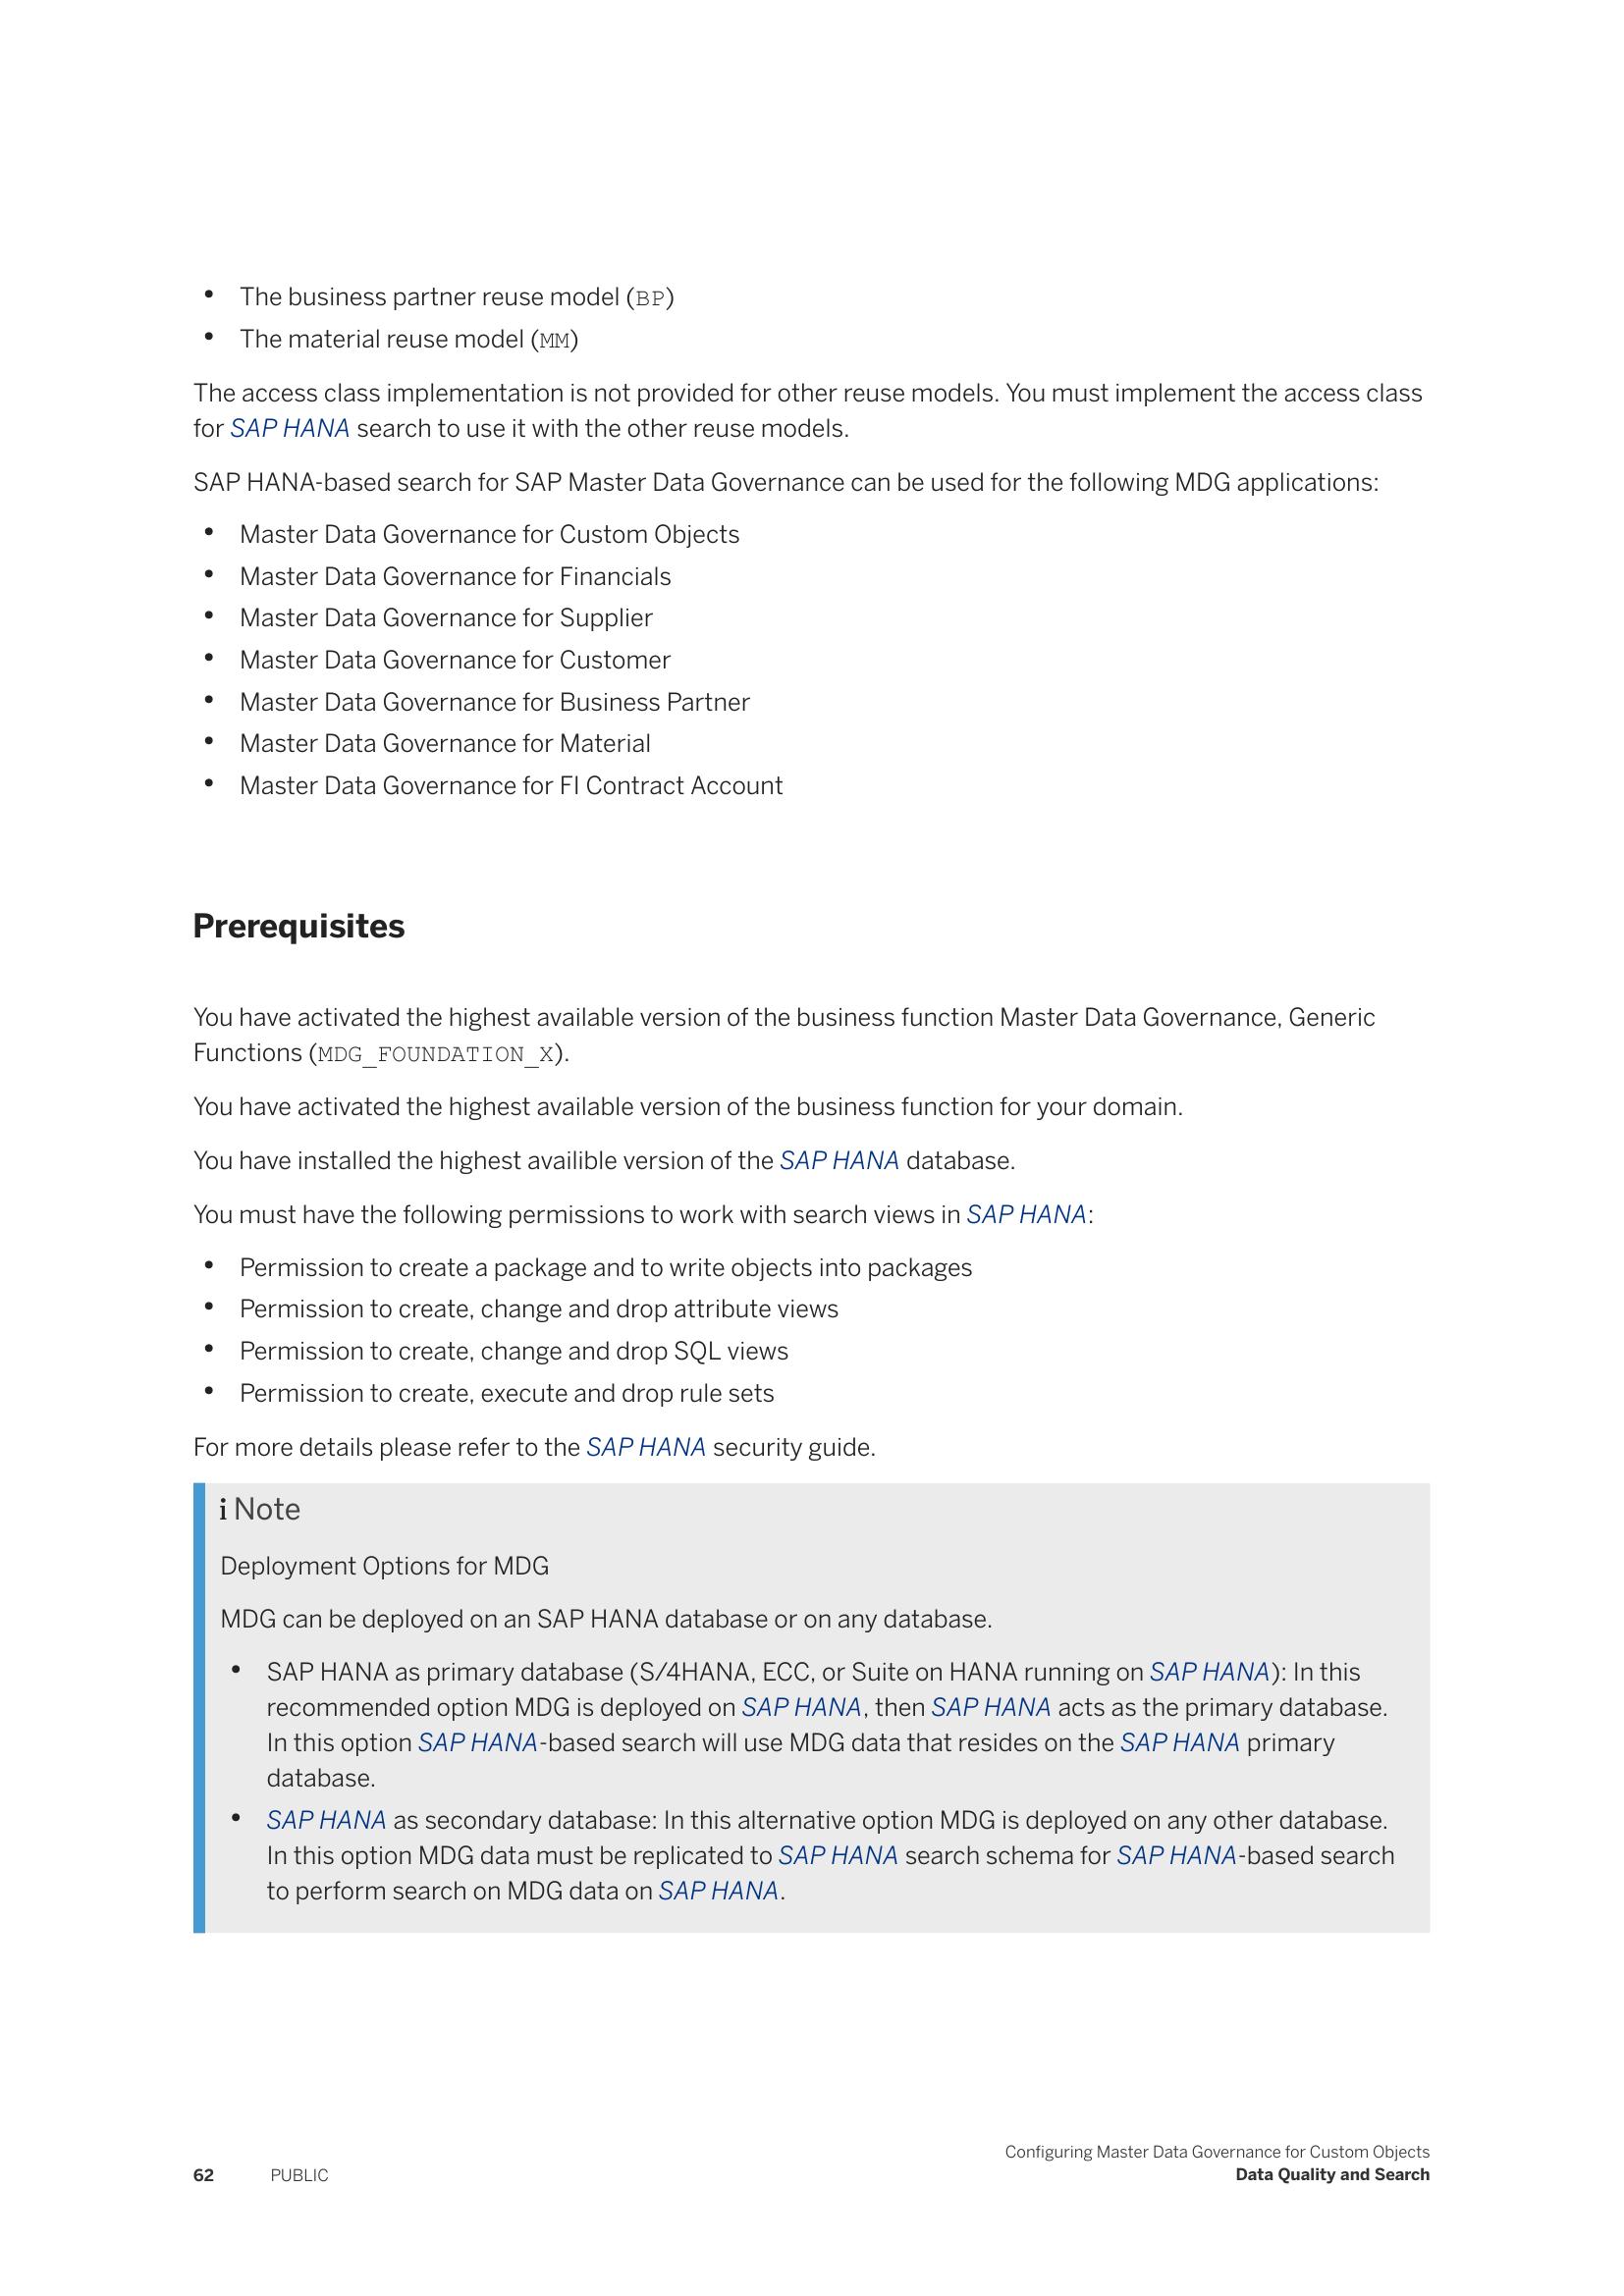 • The business partner reuse model (BP)
• The material reuse model (MM)
The access class implementation is not provided for other reuse models. You must implement the access class
for SAP HANA search to use it with the other reuse models.
SAP HANA-based search for SAP Master Data Governance can be used for the following MDG applications:
• Master Data Governance for Custom Objects
• Master Data Governance for Financials
• Master Data Governance for Supplier
• Master Data Governance for Customer
• Master Data Governance for Business Partner
• Master Data Governance for Material
• Master Data Governance for FI Contract Account
Prerequisites
You have activated the highest available version of the business function Master Data Governance, Generic
Functions (MDG_FOUNDATION_X).
You have activated the highest available version of the business function for your domain.
You have installed the highest availible version of the SAP HANA database.
You must have the following permissions to work with search views in SAP HANA:
• Permission to create a package and to write objects into packages
• Permission to create, change and drop attribute views
• Permission to create, change and drop SQL views
• Permission to create, execute and drop rule sets
For more details please refer to the SAP HANA security guide.
i Note
Deployment Options for MDG
MDG can be deployed on an SAP HANA database or on any database.
• SAP HANA as primary database (S/4HANA, ECC, or Suite on HANA running on SAP HANA): In this
recommended option MDG is deployed on SAP HANA, then SAP HANA acts as the primary database.
In this option SAP HANA-based search will use MDG data that resides on the SAP HANA primary
database.
• SAP HANA as secondary database: In this alternative option MDG is deployed on any other database.
In this option MDG data must be replicated to SAP HANA search schema for SAP HANA-based search
to perform search on MDG data on SAP HANA.
Configuring Master Data Governance for Custom Objects
62 PUBLIC Data Quality and Search